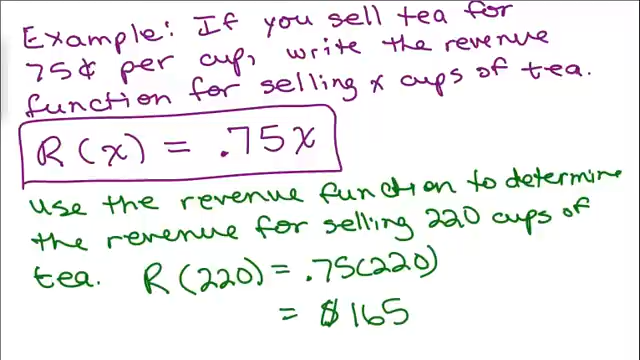 Example: If you sell tea for
75¢ per cup, write the revenue
function for selling x cups of tea.
R(x) = .75x
use the revenue function to determine
the revenue for selling 220 cups of
tea. R(220) = .75(220)
= $165